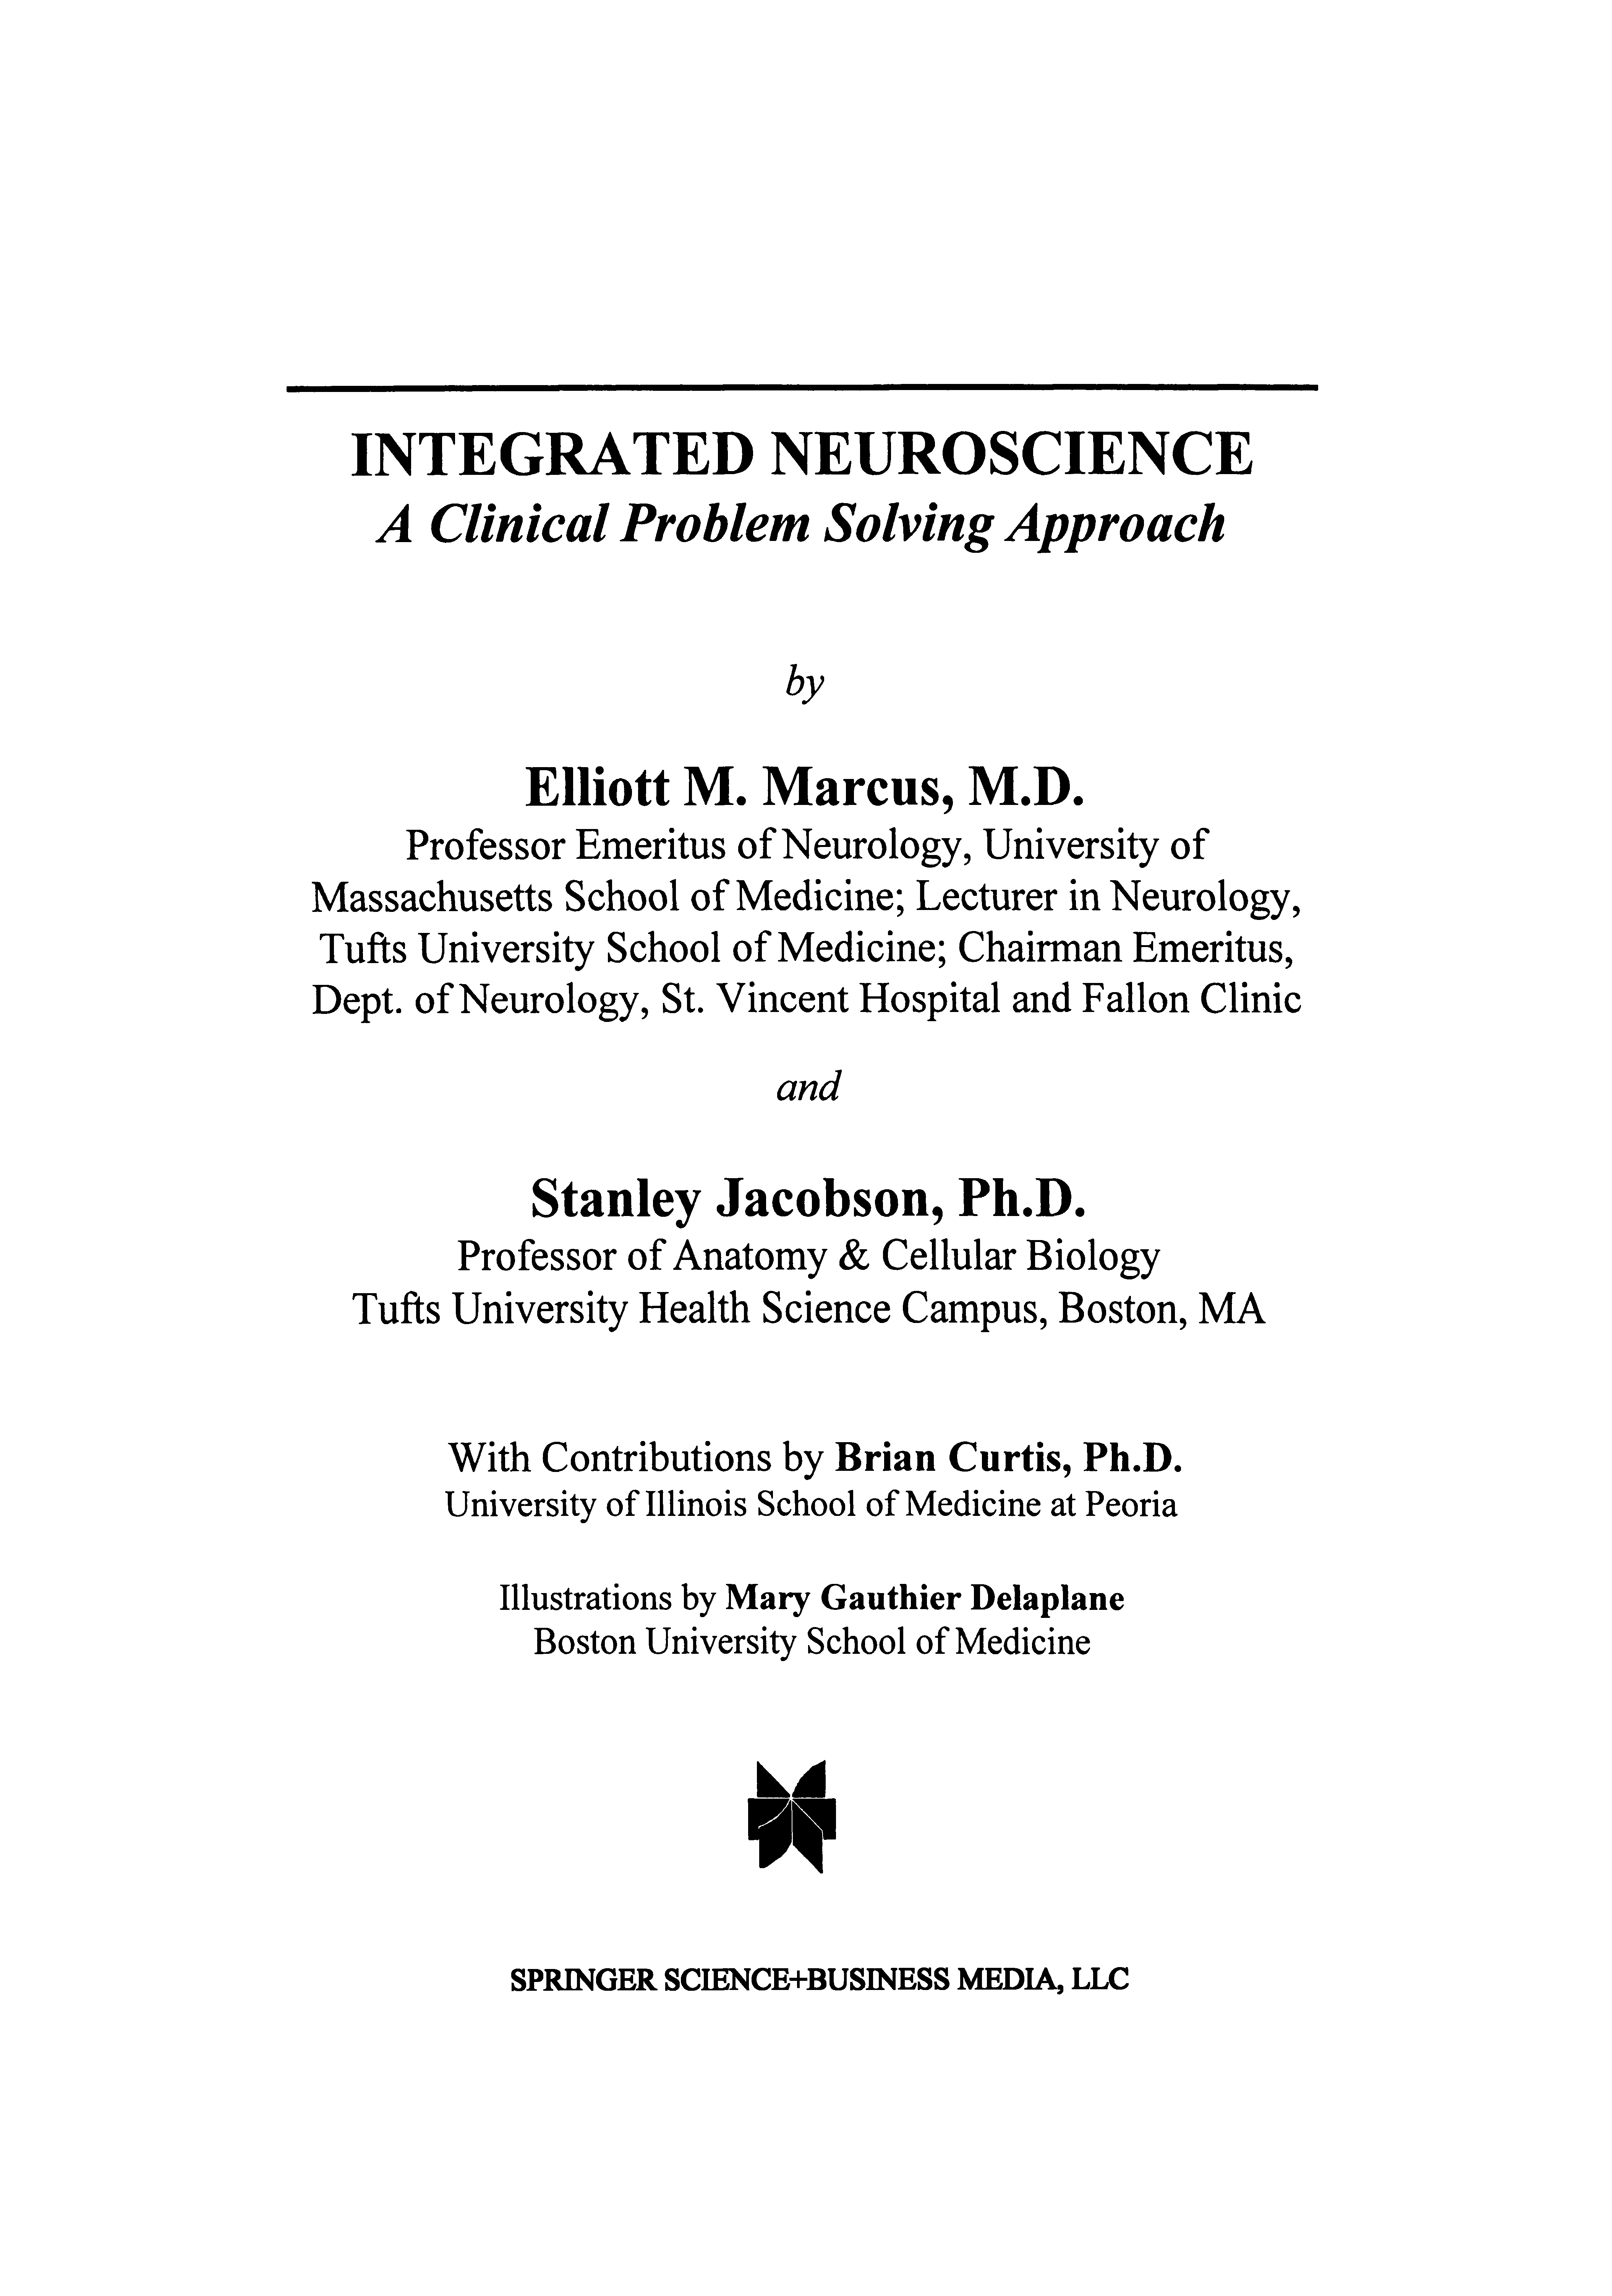 INTEGRATED NEUROSCIENCE
A Clinical Problem Solving Approach
by
Elliott M. Marcus, M.D.
Professor Emeritus of Neurology, University of
Massachusetts School of Medicine; Lecturer in Neurology,
Tufts University School of Medicine; Chairman Emeritus,
Dept. of Neurology, St. Vincent Hospital and Fallon Clinic
and
Stanley Jacobson, Ph.D.
Professor of Anatomy & Cellular Biology
Tufts University Health Science Campus, Boston, MA
With Contributions by Brian Curtis, Ph.D.
University of Illinois School of Medicine at Peoria
Illustrations by Mary Gauthier Delaplane
Boston University School of Medicine
SPRINGER SCIENCE+BUSINESS MEDIA, LLC